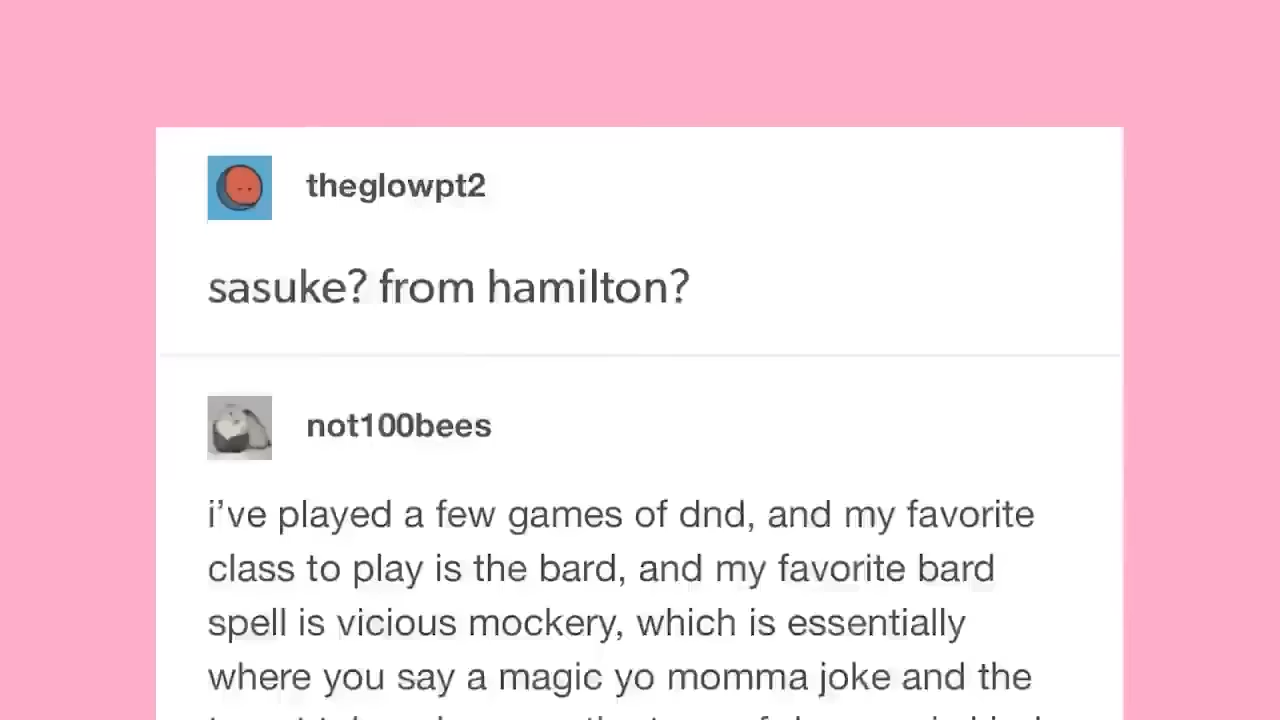 theglowpt2
sasuke? from hamilton?
not100bees
i've played a few games of dnd, and my favorite
class to play is the bard, and my favorite bard
spell is vicious mockery, which is essentially
where you say a magic yo momma joke and the